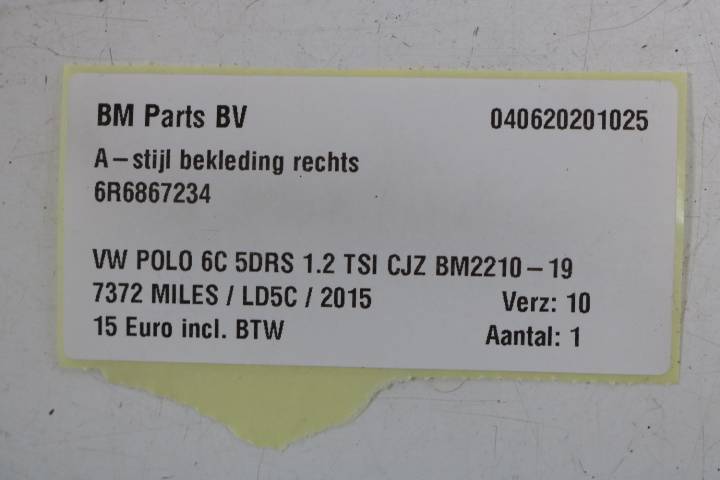 BM Parts BV 040620201025
A-stijl bekleding rechts
6R6867234
VW POLO 6C 5DRS 1.2 TSI CJZ BM2210-19
7372 MILES / LD5C / 2015 Verz: 10
15 Euro incl. BTW Aantal: 1